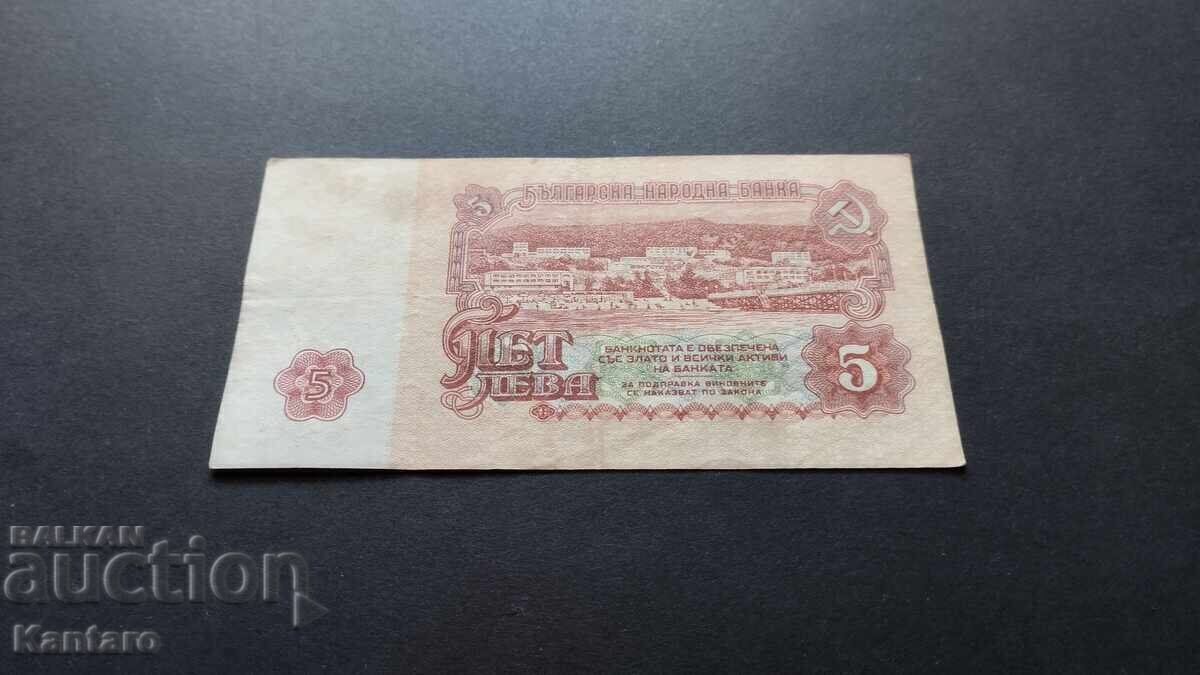 БЪЛГАРСКА НАРОДНА БАНКА
5
ПЕТ
ЛЕВА
БАНКНОТАТА Е ОБЕЗПЕЧЕНА
СЪС ЗЛАТО И ВСИЧКИ АКТИВИ
НА БАНКАТА
ЗА ПОДПРАВКА ВИНОВНИТЕ
СЕ НАКАЗВАТ ПО ЗАКОНА
5
5
BALKAN
auction
Kantaro